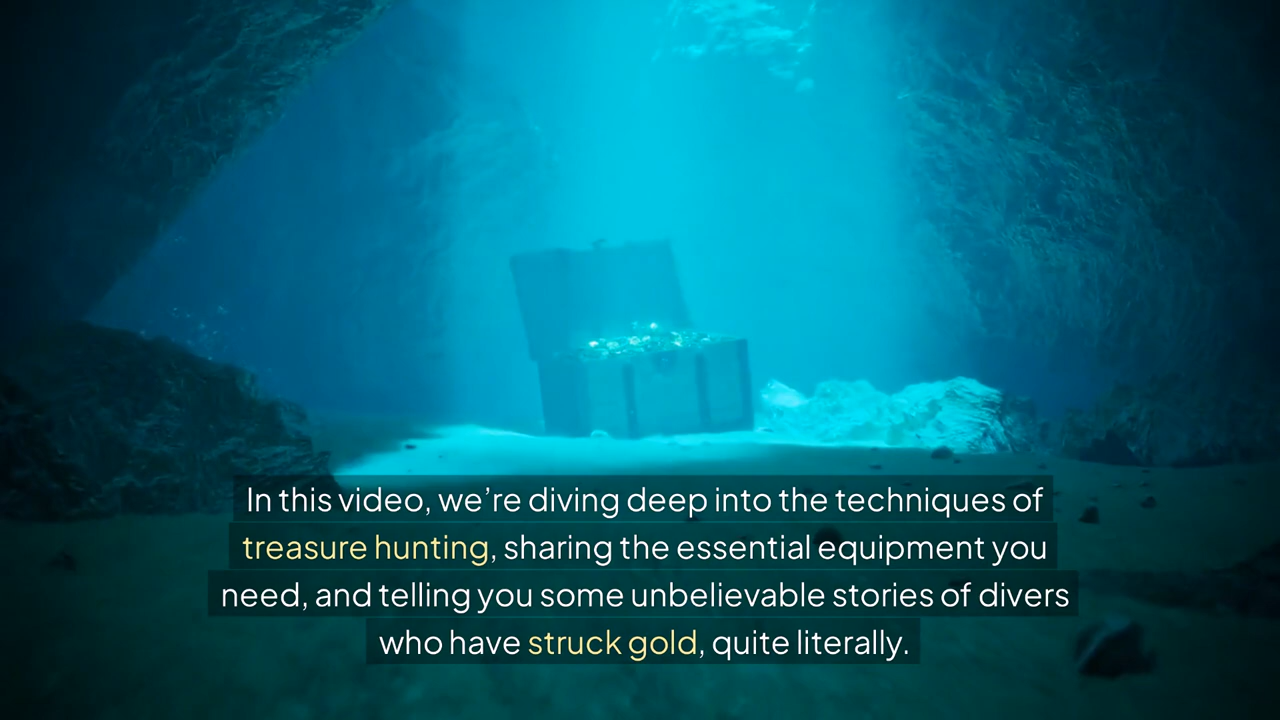 In this video, we’re diving deep into the techniques of
treasure hunting, sharing the essential equipment you
need, and telling you some unbelievable stories of divers
who have struck gold, quite literally.